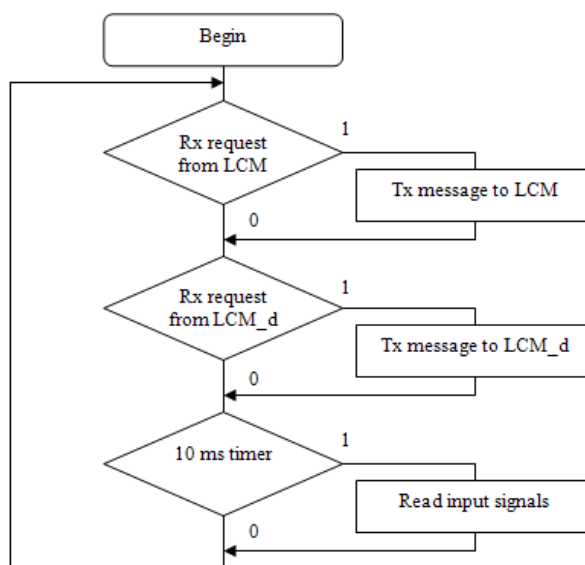 Begin
Rx request
from LCM
1
Tx message to LCM
0
Rx request
from LCM_d
1
Tx message to LCM_d
0
10 ms timer
1
Read input signals
0